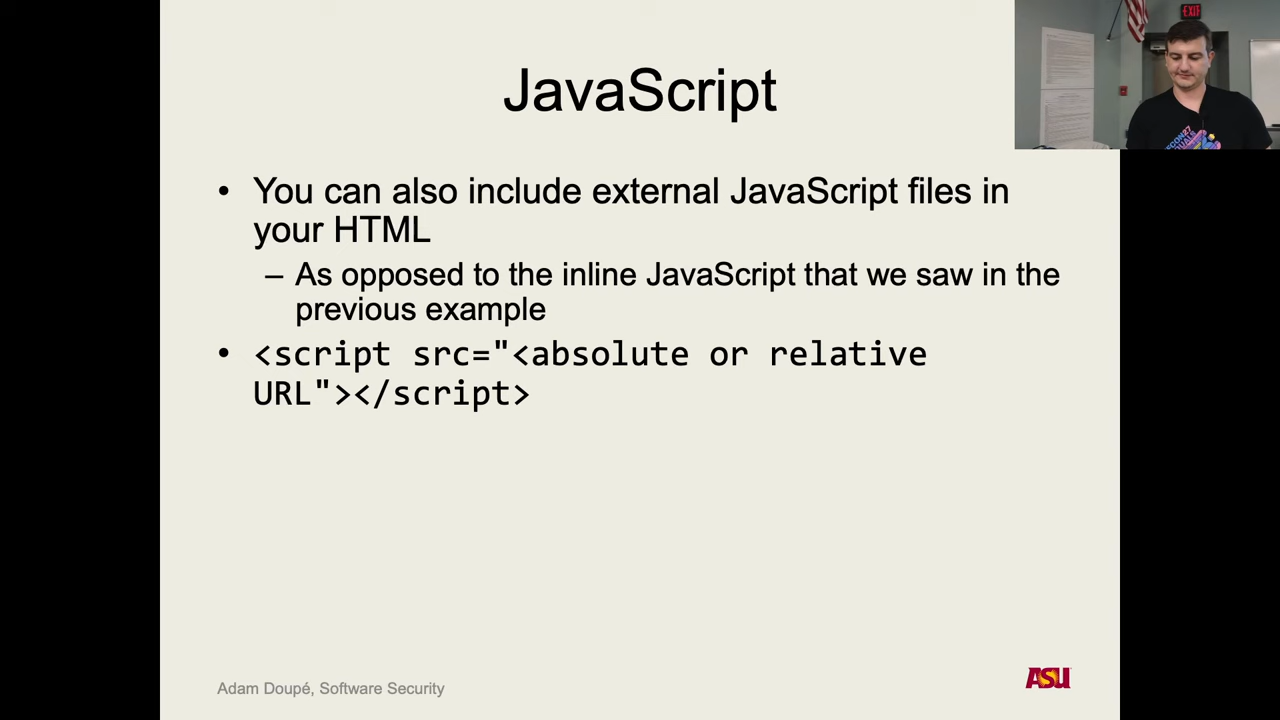 JavaScript
EXIT
• You can also include external JavaScript files in
your HTML
– As opposed to the inline JavaScript that we saw in the
previous example
• <script src="<absolute or relative
URL"></script>
Adam Doupé, Software Security
ASU